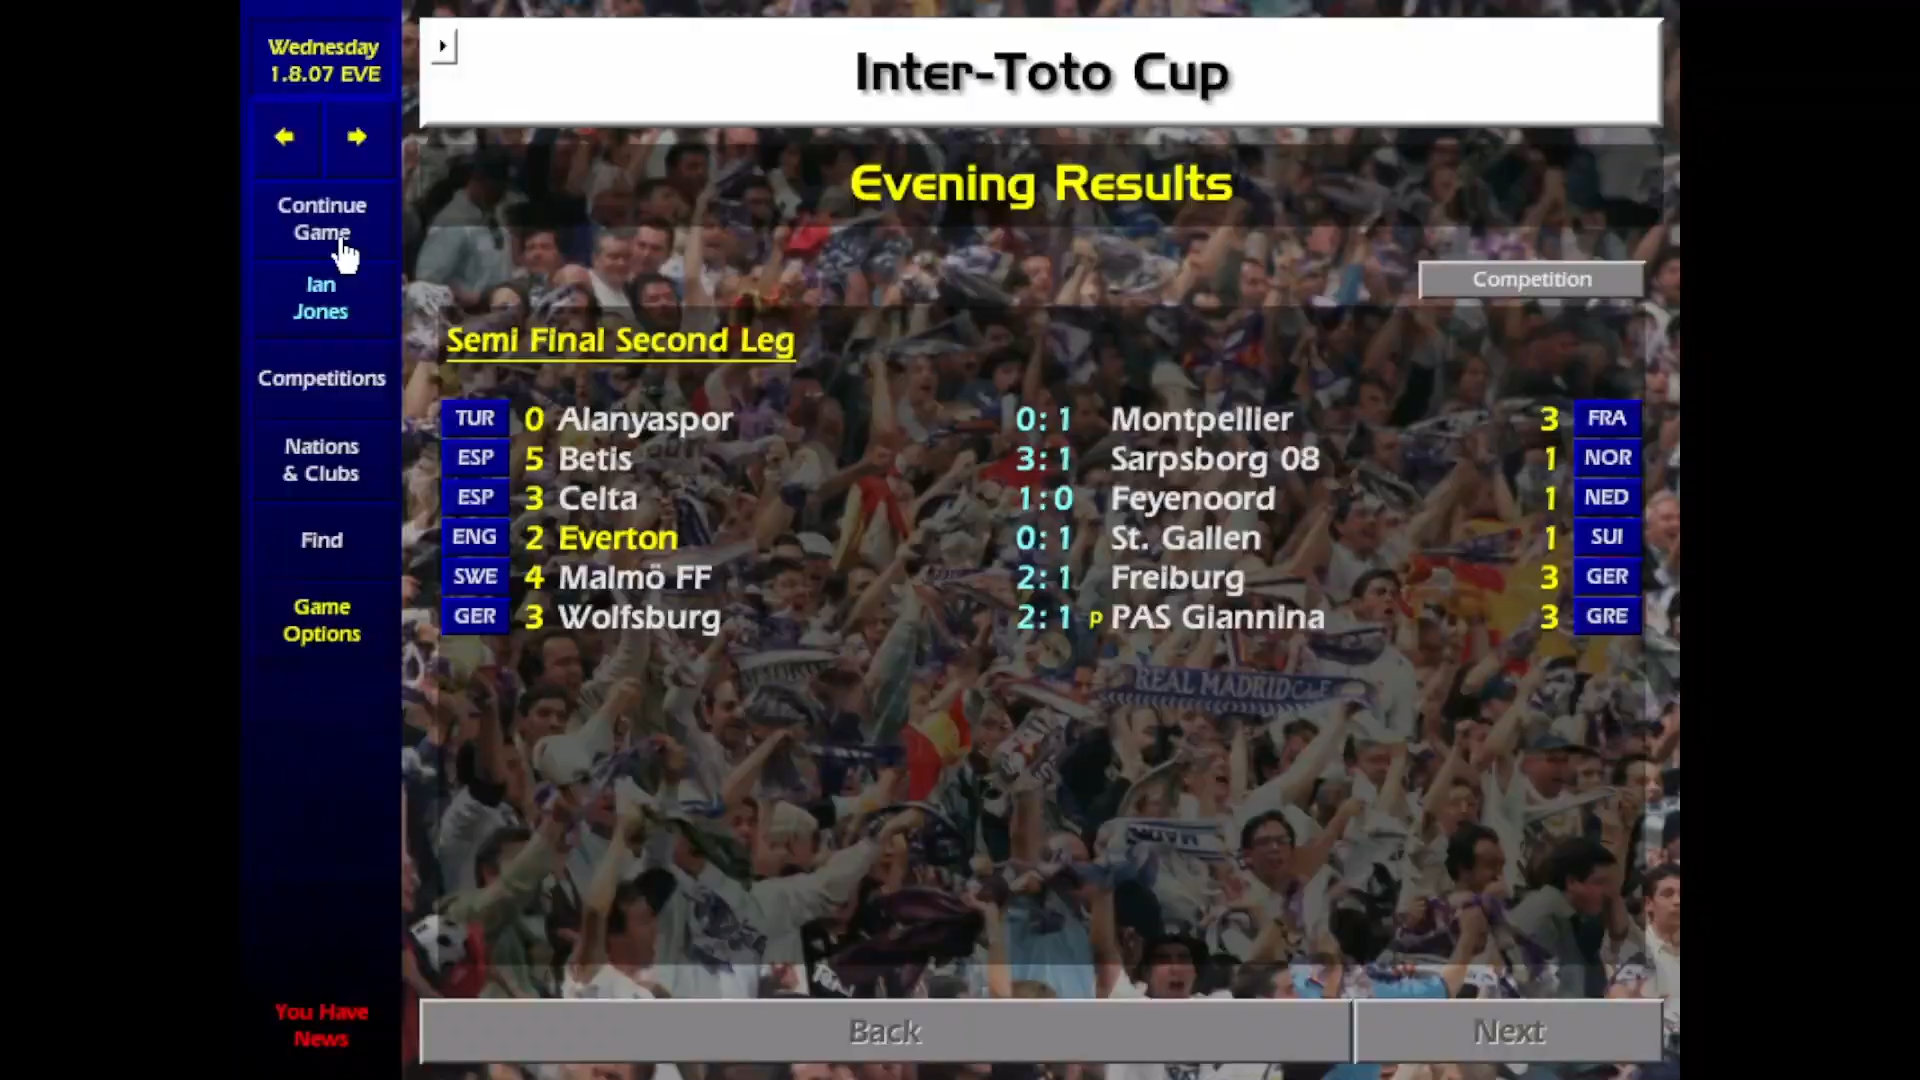 Wednesday
1.8.07 EVE
Continue
Game
Ian
Jones
Competitions
Nations
& Clubs
Find
Game
Options
You Have
News
Inter-Toto Cup
Evening Results
Competition
Semi Final Second Leg
TUR 0 Alanyaspor 0:1 Montpellier 3 FRA
ESP 5 Betis 3:1 Sarpsborg 08 1 NOR
ESP 3 Celta 1:0 Feyenoord 1 NED
ENG 2 Everton 0:1 St. Gallen 1 SUI
SWE 4 Malmö FF 2:1 Freiburg 3 GER
GER 3 Wolfsburg 2:1 p PAS Giannina 3 GRE
REAL MADRID
Back
Next